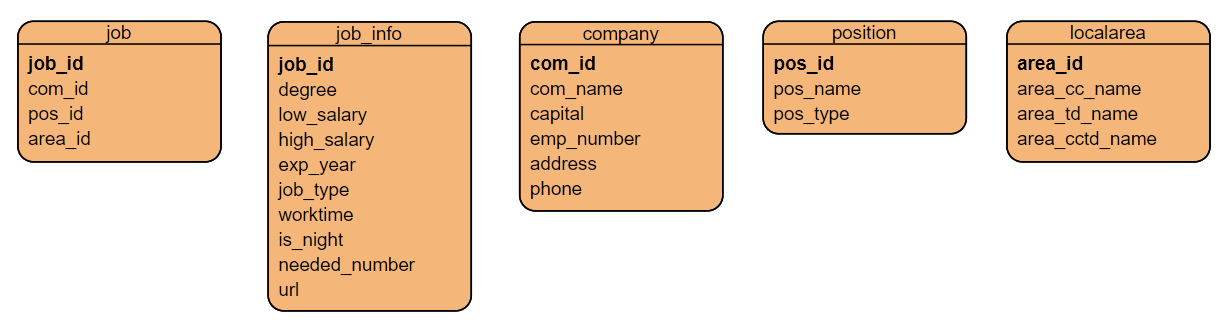 job
job_id
com_id
pos_id
area_id
job_info
job_id
degree
low_salary
high_salary
exp_year
job_type
worktime
is_night
needed_number
url
company
com_id
com_name
capital
emp_number
address
phone
position
pos_id
pos_name
pos_type
localarea
area_id
area_cc_name
area_td_name
area_cctd_name